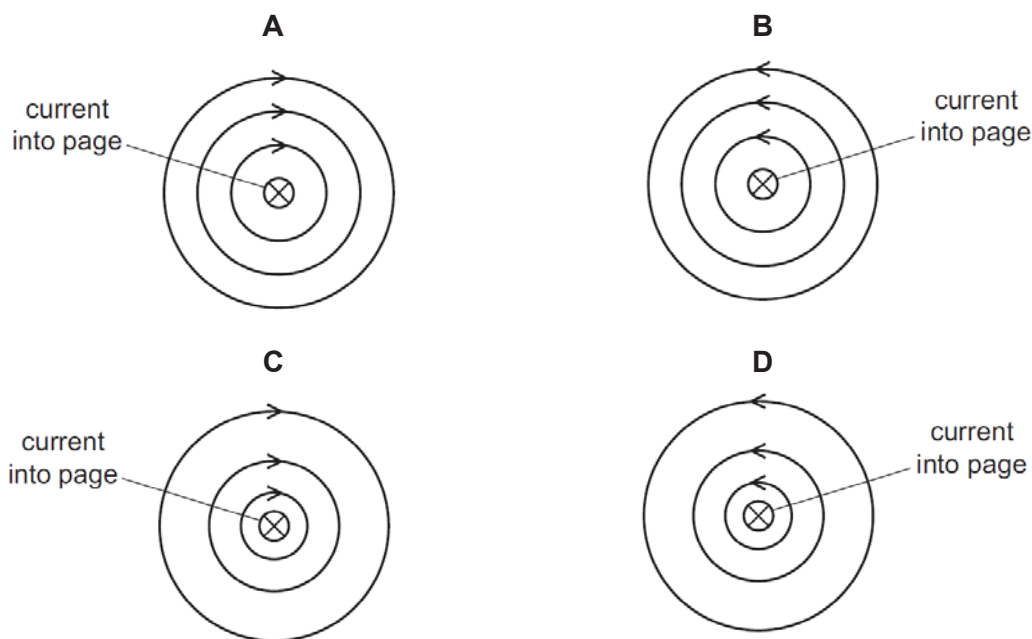 A
B
current
into page
current
into page
C
D
current
into page
current
into page